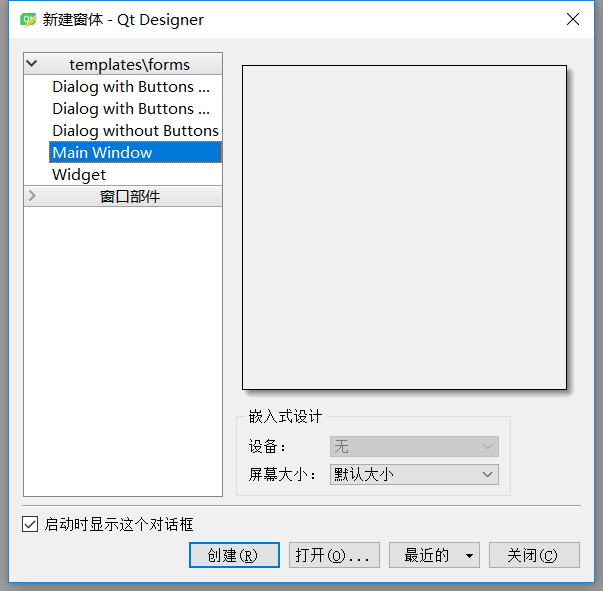 新建窗体 - Qt Designer
templates\forms
Dialog with Buttons ...
Dialog with Buttons ...
Dialog without Buttons
Main Window
Widget
窗口部件
嵌入式设计
设备：
无
屏幕大小：
默认大小
启动时显示这个对话框
创建(R)
打开(O)...
最近的
关闭(C)